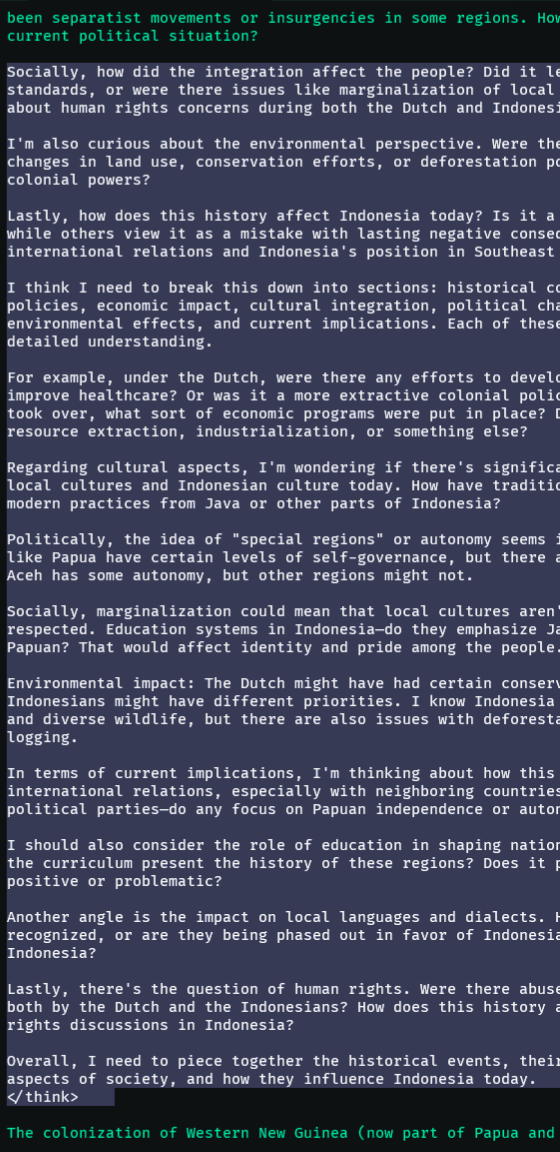 been separatist movements or insurgencies in some regions. How
current political situation?
Socially, how did the integration affect the people? Did it le
standards, or were there issues like marginalization of local
about human rights concerns during both the Dutch and Indonesi
I'm also curious about the environmental perspective. Were the
changes in land use, conservation efforts, or deforestation po
colonial powers?
Lastly, how does this history affect Indonesia today? Is it a
while others view it as a mistake with lasting negative conseq
international relations and Indonesia's position in Southeast
I think I need to break this down into sections: historical co
policies, economic impact, cultural integration, political cha
environmental effects, and current implications. Each of these
detailed understanding.
For example, under the Dutch, were there any efforts to develo
improve healthcare? Or was it a more extractive colonial polic
took over, what sort of economic programs were put in place? D
resource extraction, industrialization, or something else?
Regarding cultural aspects, I'm wondering if there's significa
local cultures and Indonesian culture today. How have traditio
modern practices from Java or other parts of Indonesia?
Politically, the idea of "special regions" or autonomy seems i
like Papua have certain levels of self-governance, but there a
Aceh has some autonomy, but other regions might not.
Socially, marginalization could mean that local cultures aren'
respected. Education systems in Indonesia—do they emphasize Ja
Papuan? That would affect identity and pride among the people.
Environmental impact: The Dutch might have had certain conserv
Indonesians might have different priorities. I know Indonesia
and diverse wildlife, but there are also issues with deforesta
logging.
In terms of current implications, I'm thinking about how this
international relations, especially with neighboring countries
political parties—do any focus on Papuan independence or auton
I should also consider the role of education in shaping nation
the curriculum present the history of these regions? Does it p
positive or problematic?
Another angle is the impact on local languages and dialects. H
recognized, or are they being phased out in favor of Indonesia
Indonesia?
Lastly, there's the question of human rights. Were there abuse
both by the Dutch and the Indonesians? How does this history a
rights discussions in Indonesia?
Overall, I need to piece together the historical events, their
aspects of society, and how they influence Indonesia today.
</think>
The colonization of Western New Guinea (now part of Papua and